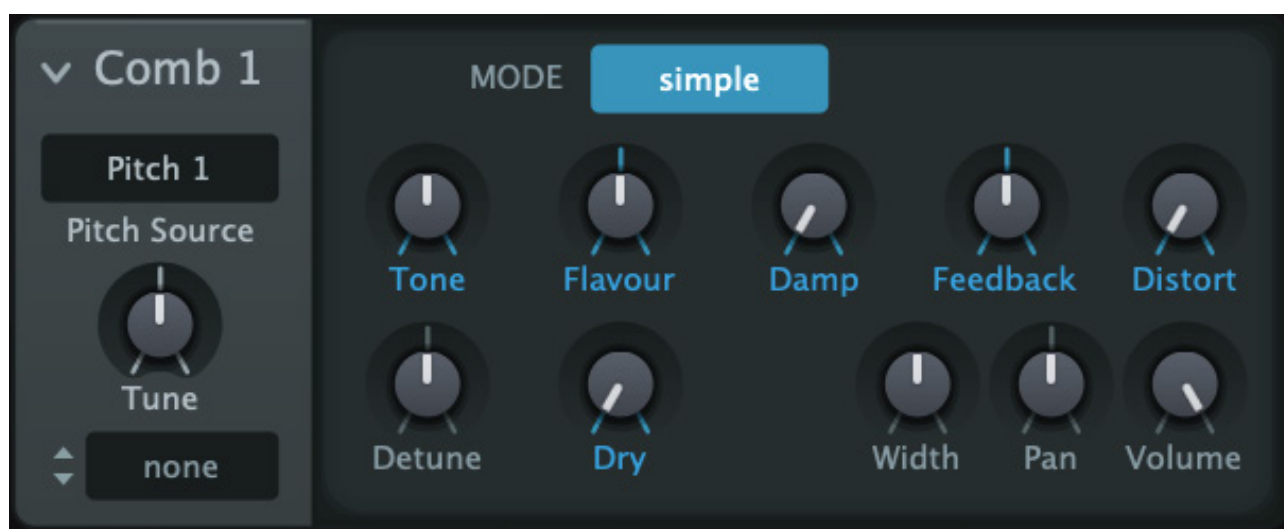 Comb 1
Pitch 1
Pitch Source
Tune
none
MODE simple
Tone Flavour Damp Feedback Distort
Detune Dry Width Pan Volume